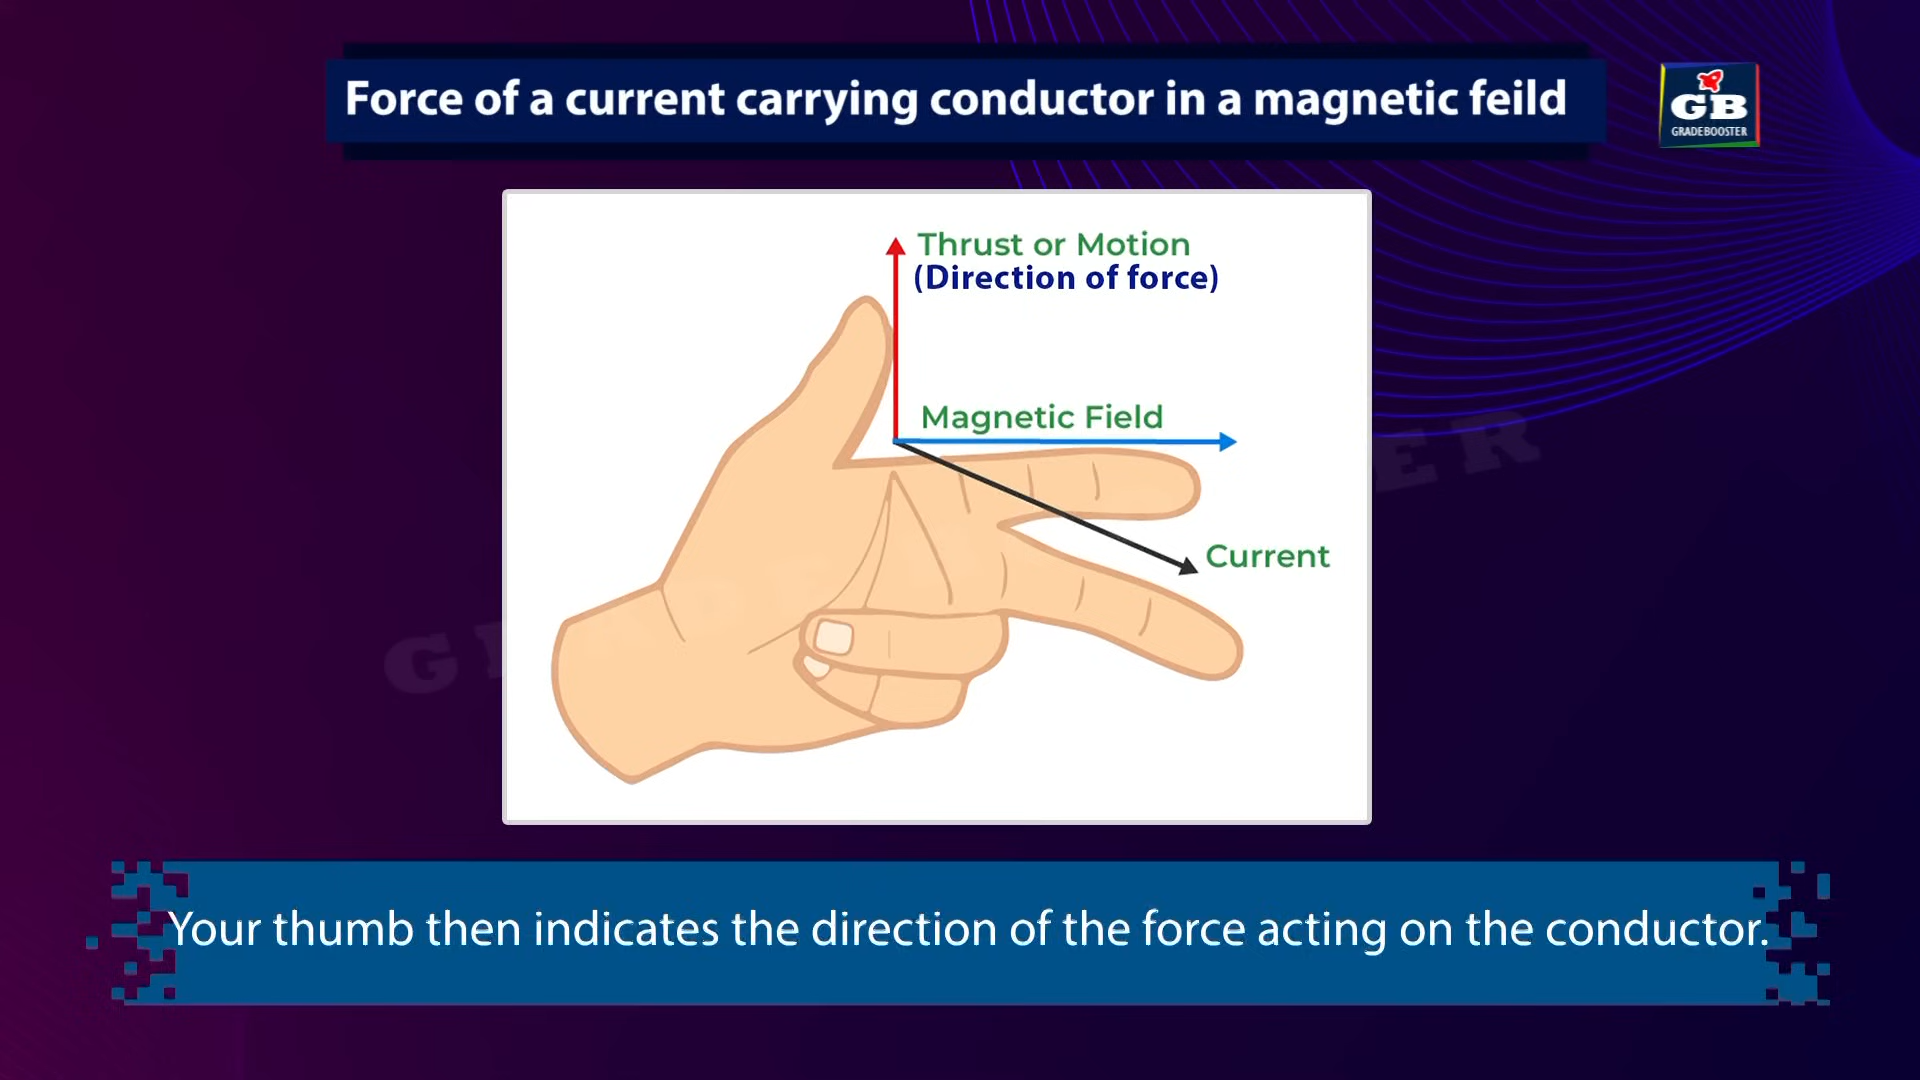 Force of a current carrying conductor in a magnetic feild
GB
GRADEBOOSTER
Thrust or Motion
(Direction of force)
Magnetic Field
Current
Your thumb then indicates the direction of the force acting on the conductor.